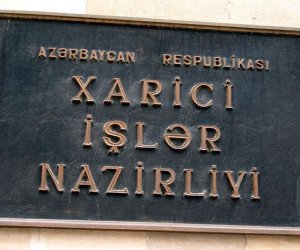 AZƏRBAYCAN RESPUBLİKASI
XARİCİ
İŞLƏR
NAZİRLİYİ